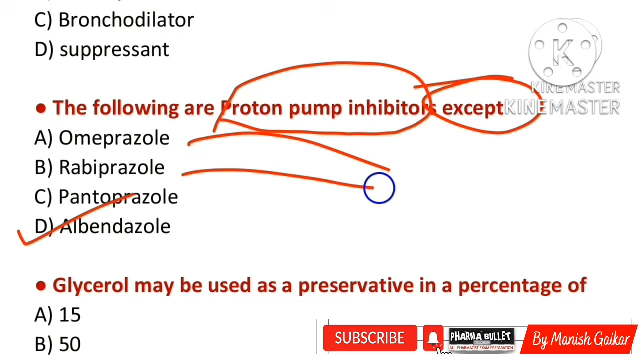 C) Bronchodilator
D) suppressant
KINEMASTER
● The following are Proton pump inhibitors except
KINEMASTER
A) Omeprazole
B) Rabiprazole
C) Pantoprazole
D) Albendazole
● Glycerol may be used as a preservative in a percentage of
A) 15
B) 50
SUBSCRIBE
PHARMA BULLET
By Manish Gaikar